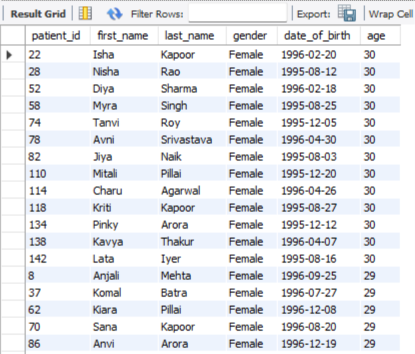 Result Grid Filter Rows: Export: Wrap Cell
patient_id first_name last_name gender date_of_birth age
22 Isha Kapoor Female 1996-02-20 30
28 Nisha Rao Female 1995-08-12 30
52 Diya Sharma Female 1996-02-18 30
58 Myra Singh Female 1995-08-25 30
74 Tanvi Roy Female 1995-12-05 30
78 Avni Srivastava Female 1996-04-30 30
82 Jiya Naik Female 1995-08-03 30
110 Mitali Pillai Female 1995-12-20 30
114 Charu Agarwal Female 1996-04-26 30
118 Kriti Kapoor Female 1995-08-27 30
134 Pinky Arora Female 1995-12-12 30
138 Kavya Thakur Female 1996-04-07 30
142 Lata Iyer Female 1995-08-16 30
8 Anjali Mehta Female 1996-09-25 29
37 Komal Batra Female 1996-07-27 29
62 Kiara Pillai Female 1996-12-08 29
70 Sana Kapoor Female 1996-08-20 29
86 Anvi Arora Female 1996-12-19 29